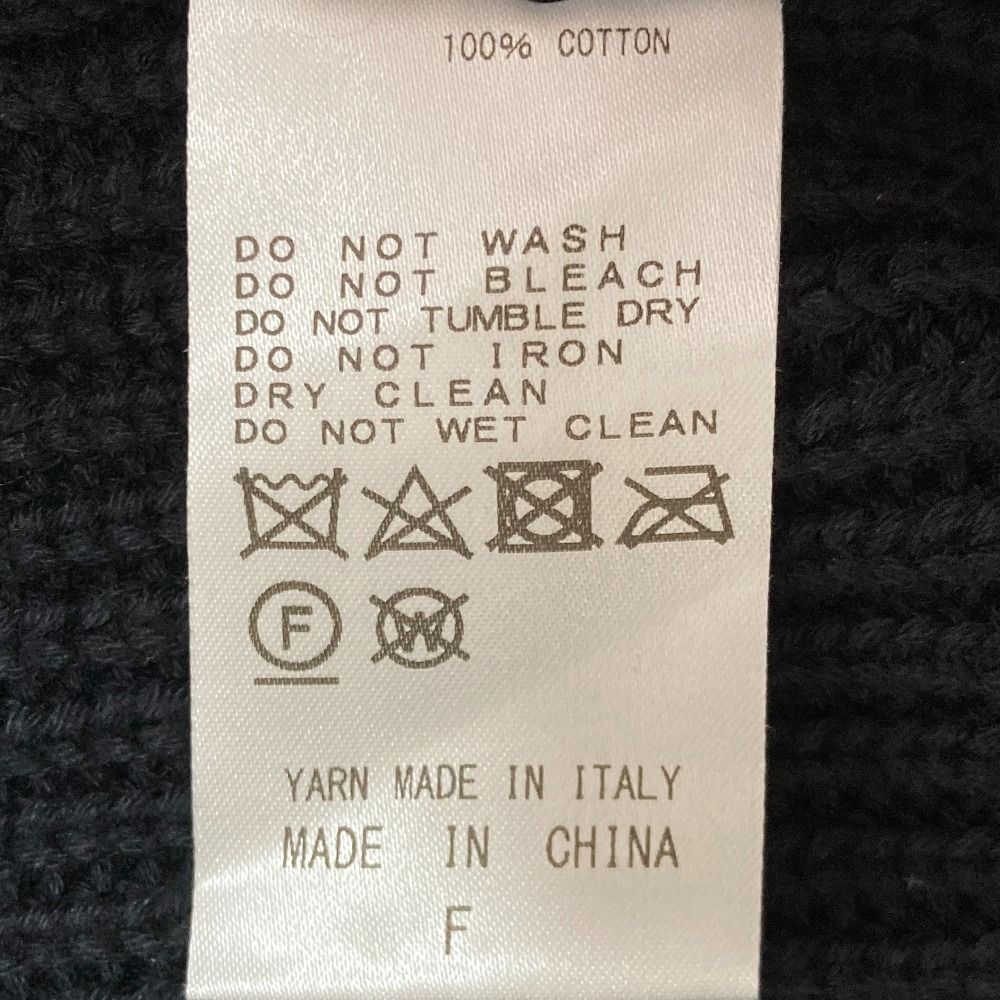 100% COTTON
DO NOT WASH
DO NOT BLEACH
DO NOT TUMBLE DRY
DO NOT IRON
DRY CLEAN
DO NOT WET CLEAN
F W
YARN MADE IN ITALY
MADE IN CHINA
F